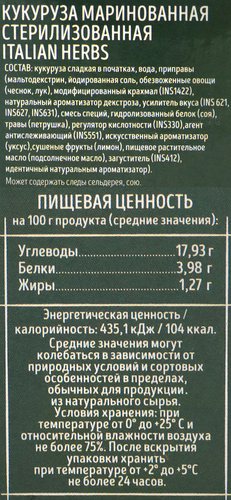 КУКУРУЗА МАРИНОВАННАЯ
СТЕРИЛИЗОВАННАЯ
ITALIAN HERBS
СОСТАВ: кукуруза сладкая в початках, вода, приправы
(мальтодекстрин, йодированная соль, обезвоженные овощи
(чеснок, лук), модифицированный крахмал (INS1422),
натуральный ароматизатор декстроза, усилитель вкуса (INS 621,
INS627, INS631), смесь специй, гидролизованный белок (соя),
травы (петрушка), регулятор кислотности (INS330),агент
антислеживающий (INS551), искусственный ароматизатор
(уксус),сушеные фрукты (лимон), пищевое растительное
масло (подсолнечное масло), загуститель (INS412),
идентичный натуральному ароматизатор).
Может содержать следы сельдерея, сою.
ПИЩЕВАЯ ЦЕННОСТЬ
на 100 г продукта (средние значения):
Углеводы 17,93 г
Белки 3,98 г
Жиры 1,27 г
Энергетическая ценность /
калорийность: 435,1 кДж / 104 ккал.
Средние значения могут
колебаться в зависимости от
природных условий и сортовых
особенностей в пределах,
обычных для продукции
из натурального сырья.
Условия хранения: при
температуре от 0° до +25° С и
относительной влажности воздуха
не более 75%. После вскрытия
упаковки хранить
при температуре от +2° до +5°С
не более 24 часов.